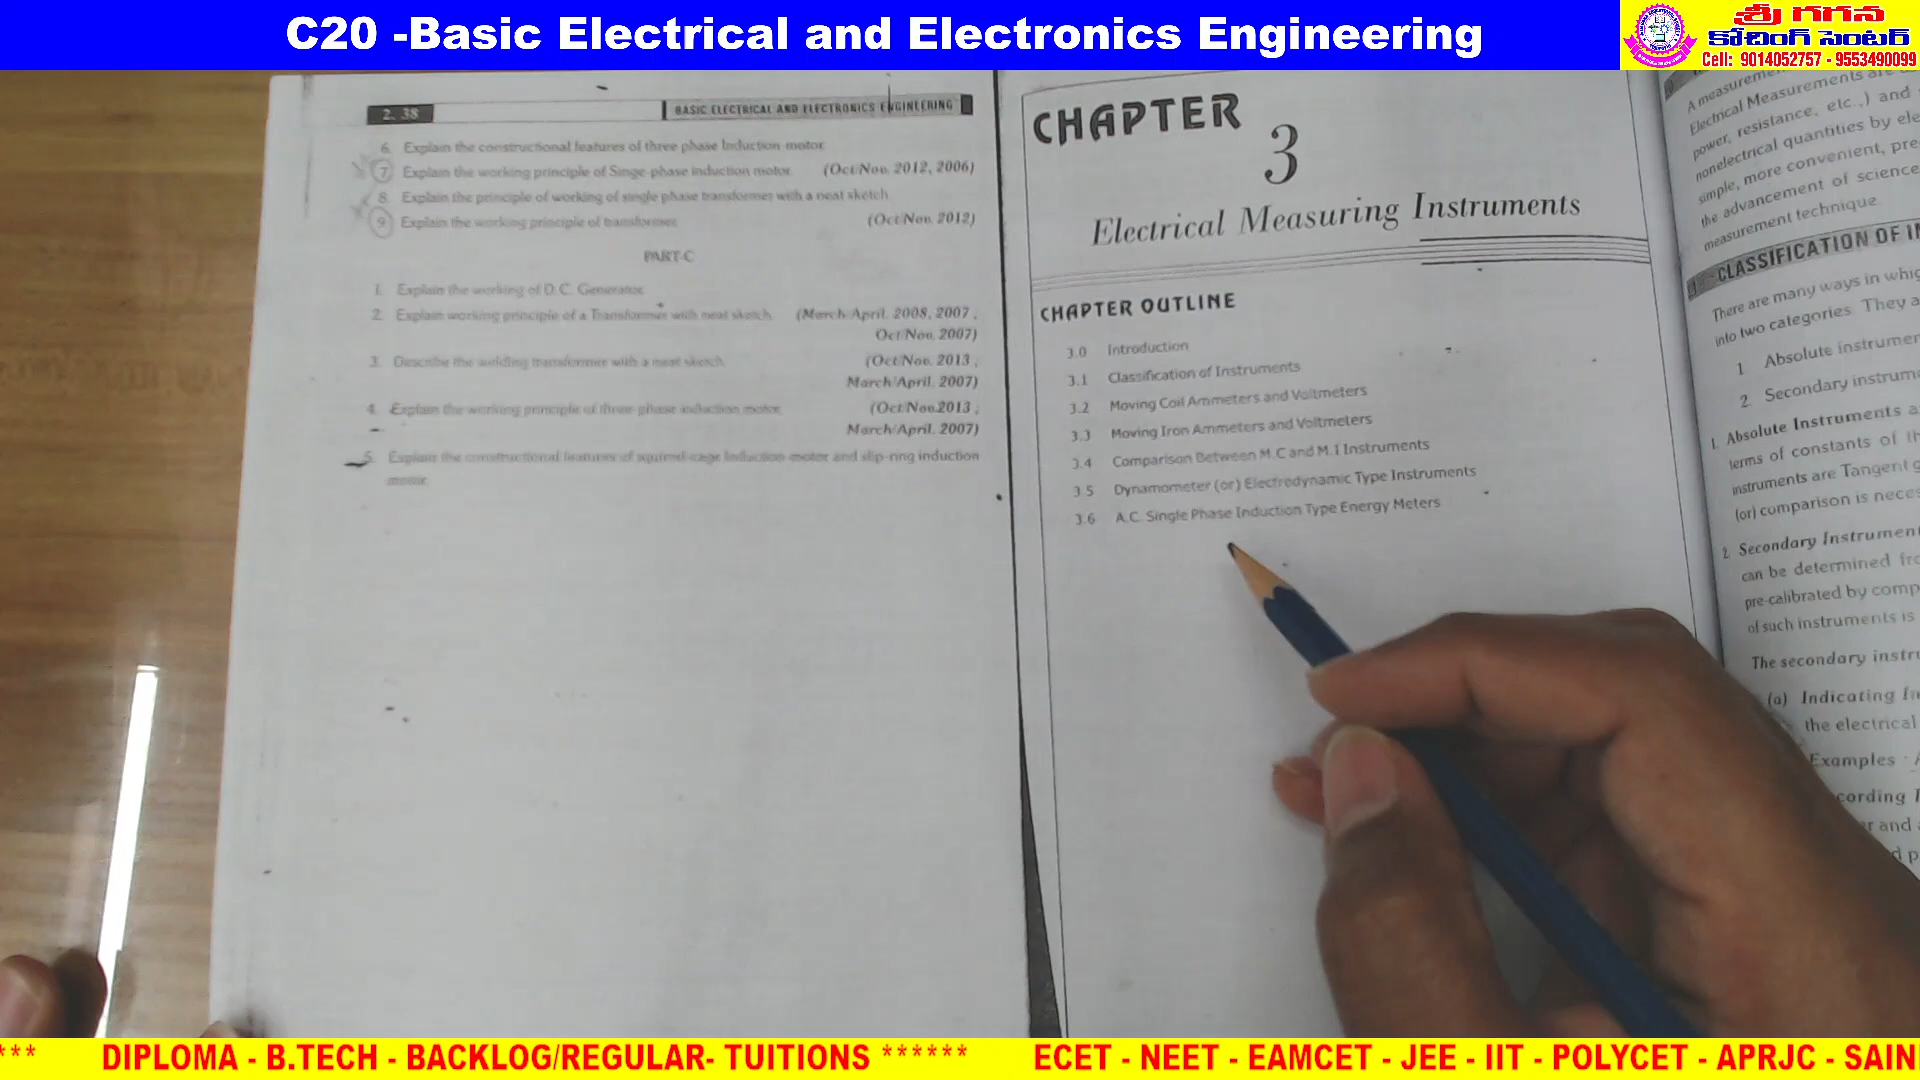 C20 -Basic Electrical and Electronics Engineering
శ్రీ గగన
కోచింగ్ సెంటర్
Cell: 9014052757 - 9553490099
2. 38
BASIC ELECTRICAL AND ELECTRONICS ENGINEERING
6. Explain the constructional features of three phase Induction motor
7. Explain the working principle of Singe-phase induction motor. (Oct/Nov. 2012, 2006)
8. Explain the principle of working of single phase transformer with a neat sketch
9. Explain the working principle of transformer (Oct/Nov. 2012)
PART-C
1. Explain the working of D.C. Generator.
2. Explain working principle of a Transformer with neat sketch. (March/April. 2008, 2007 ,
Oct/Nov. 2007)
3. Describe the welding transformer with a neat sketch. (Oct/Nov. 2013 ,
March/April. 2007)
4. Explain the working principle of three-phase induction motor. (Oct/Nov.2013 ,
March/April. 2007)
5. Explain the constructional features of squirrel-cage Induction motor and slip-ring induction
motor.
CHAPTER
3
Electrical Measuring Instruments
CHAPTER OUTLINE
3.0 Introduction
3.1 Classification of Instruments
3.2 Moving Coil Ammeters and Voltmeters
3.3 Moving Iron Ammeters and Voltmeters
3.4 Comparison Between M.C and M.I Instruments
3.5 Dynamometer (or) Electrodynamic Type Instruments
3.6 A.C. Single Phase Induction Type Energy Meters
A measurement
Electrical Measurements are
power, resistance, etc.,) and
nonelectrical quantities by ele
simple, more convenient, pre
the advancement of science
measurement technique.
CLASSIFICATION OF IN
There are many ways in whic
into two categories. They a
1 Absolute instrumen
2. Secondary instrume
1. Absolute Instruments a
terms of constants of th
instruments are Tangent g
(or) comparison is neces
2. Secondary Instrument
can be determined fro
pre-calibrated by comp
of such instruments is
The secondary instru
(a) Indicating In
the electrical
Examples : A
cording I
er and a
d p
*** DIPLOMA - B.TECH - BACKLOG/REGULAR- TUITIONS ****** ECET - NEET - EAMCET - JEE - IIT - POLYCET - APRJC - SAIN